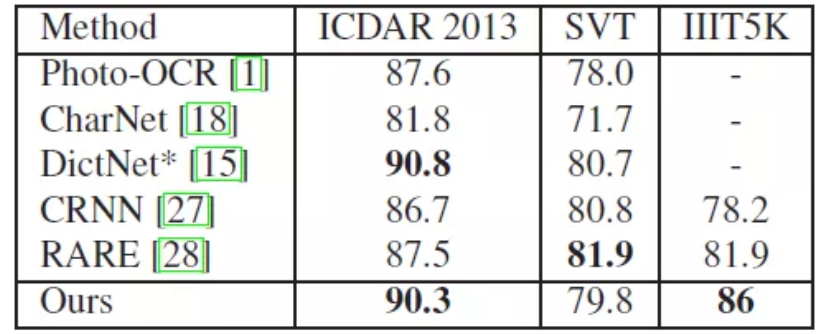 Method ICDAR 2013 SVT IIIT5K
Photo-OCR [1] 87.6 78.0 -
CharNet [18] 81.8 71.7 -
DictNet* [15] 90.8 80.7 -
CRNN [27] 86.7 80.8 78.2
RARE [28] 87.5 81.9 81.9
Ours 90.3 79.8 86